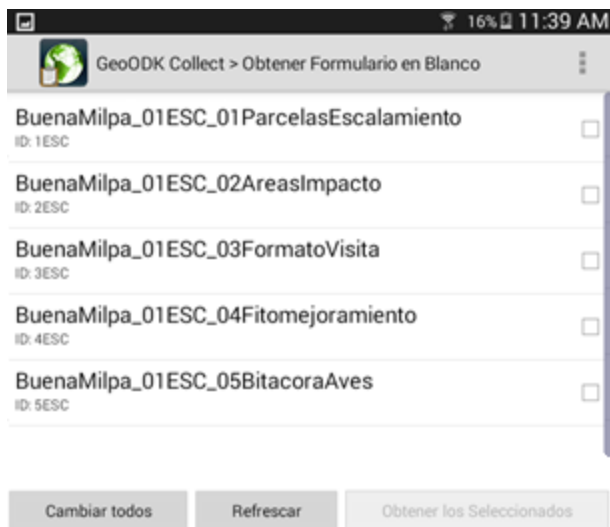 16% 11:39 AM
GeoODK Collect > Obtener Formulario en Blanco
BuenaMilpa_01ESC_01ParcelasEscalamiento
ID: 1ESC
BuenaMilpa_01ESC_02AreasImpacto
ID: 2ESC
BuenaMilpa_01ESC_03FormatoVisita
ID: 3ESC
BuenaMilpa_01ESC_04Fitomejoramiento
ID: 4ESC
BuenaMilpa_01ESC_05BitacoraAves
ID: 5ESC
Cambiar todos Refrescar Obtener los Seleccionados